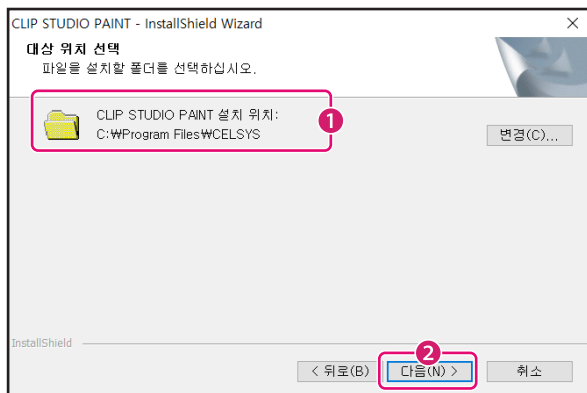 CLIP STUDIO PAINT - InstallShield Wizard
대상 위치 선택
파일을 설치할 폴더를 선택하십시오.
CLIP STUDIO PAINT 설치 위치:
C:₩Program Files₩CELSYS
1
변경(C)...
InstallShield
2
< 뒤로(B)
다음(N) >
취소